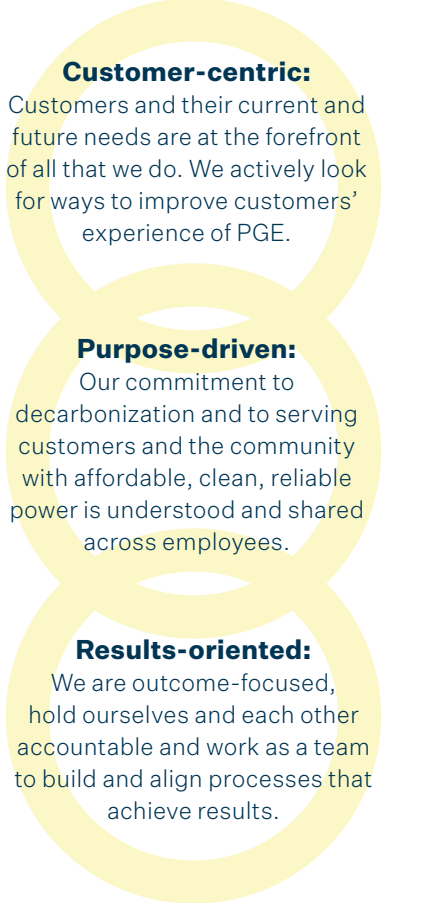 Customer-centric:
Customers and their current and
future needs are at the forefront
of all that we do. We actively look
for ways to improve customers’
experience of PGE.
Purpose-driven:
Our commitment to
decarbonization and to serving
customers and the community
with affordable, clean, reliable
power is understood and shared
across employees.
Results-oriented:
We are outcome-focused,
hold ourselves and each other
accountable and work as a team
to build and align processes that
achieve results.